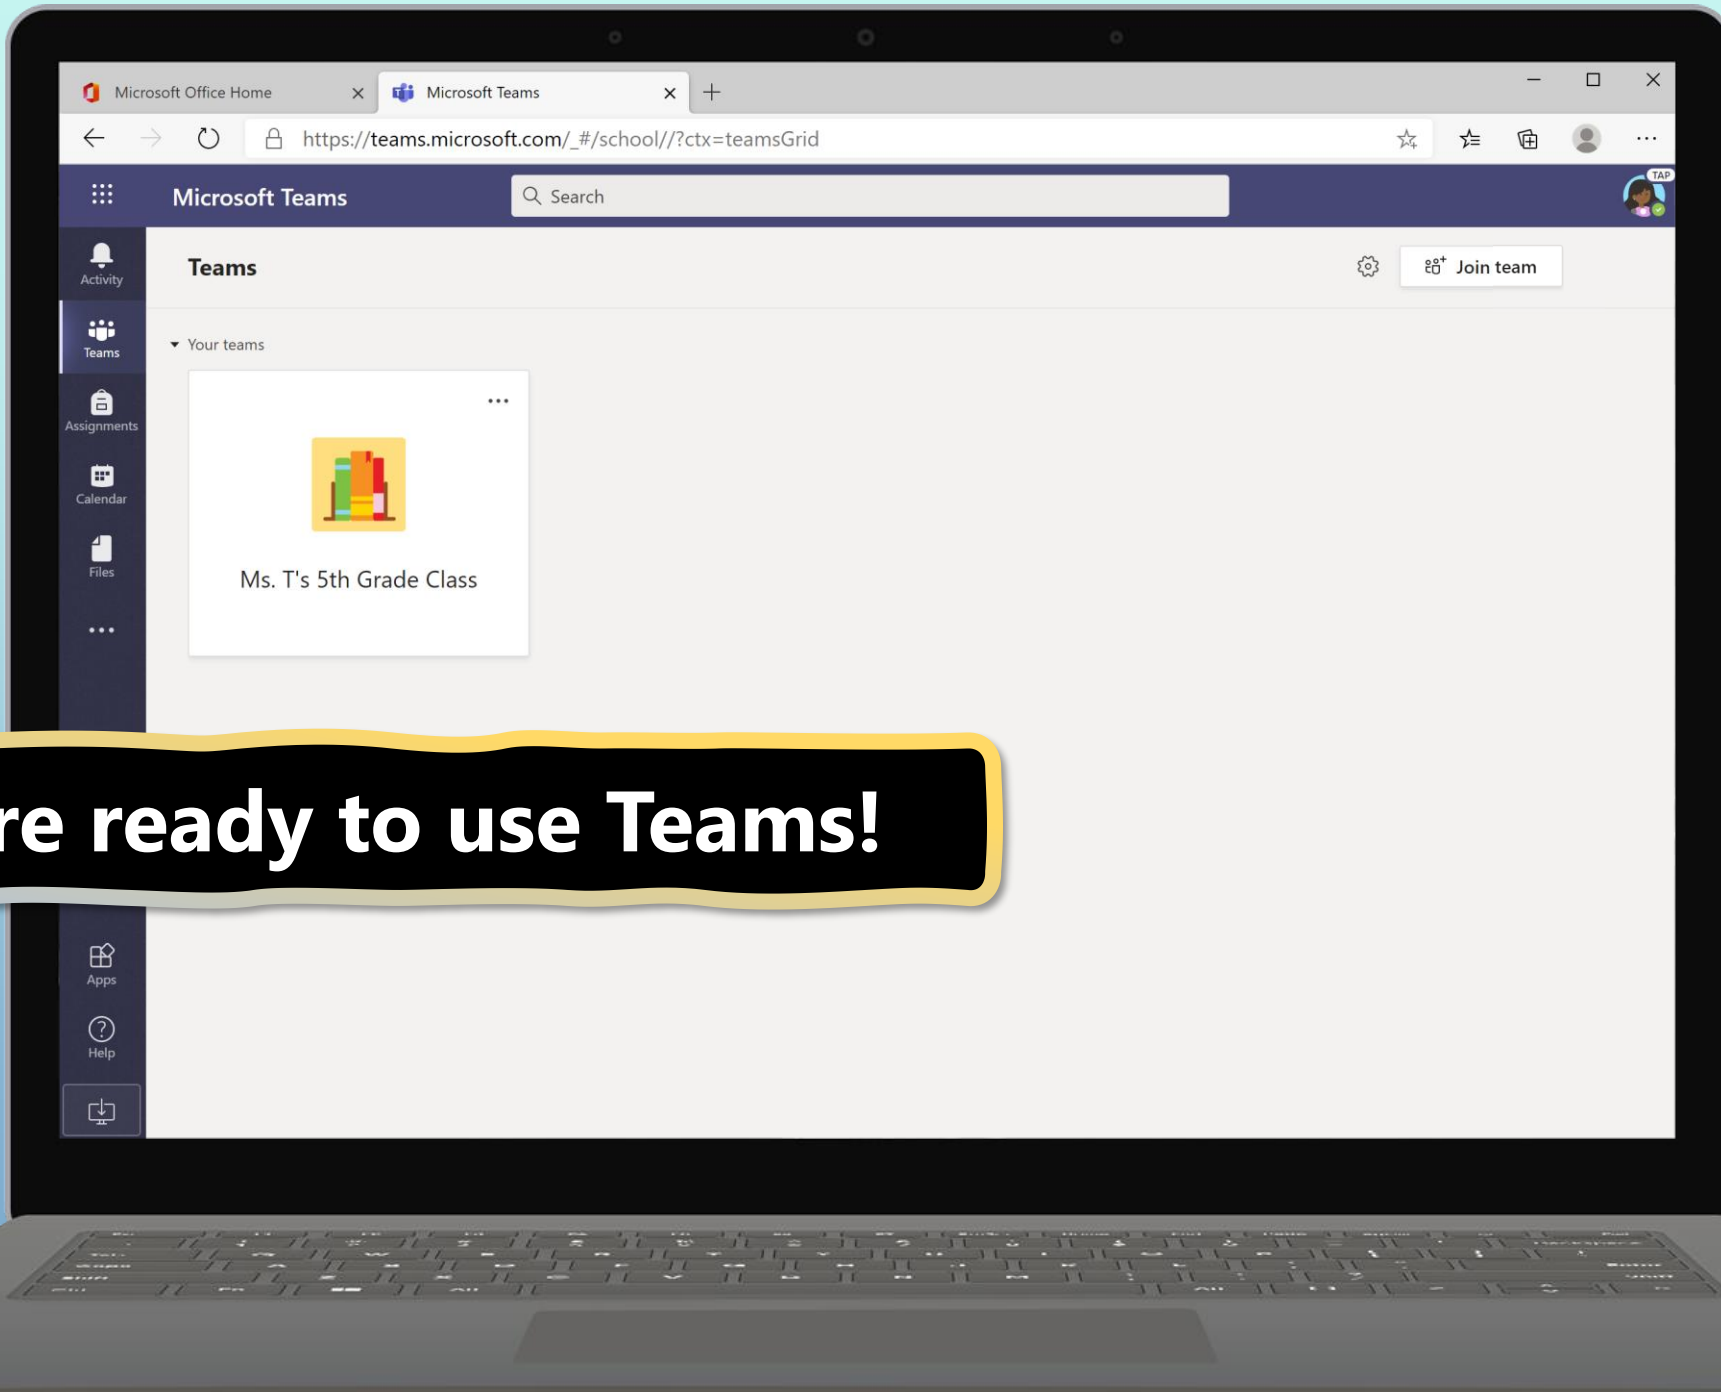 Microsoft Office Home
Microsoft Teams
https://teams.microsoft.com/_#/school//?ctx=teamsGrid
Microsoft Teams
Search
TAP
Activity
Teams
Join team
Teams
Your teams
Assignments
Calendar
Files
Ms. T's 5th Grade Class
re ready to use Teams!
Apps
Help